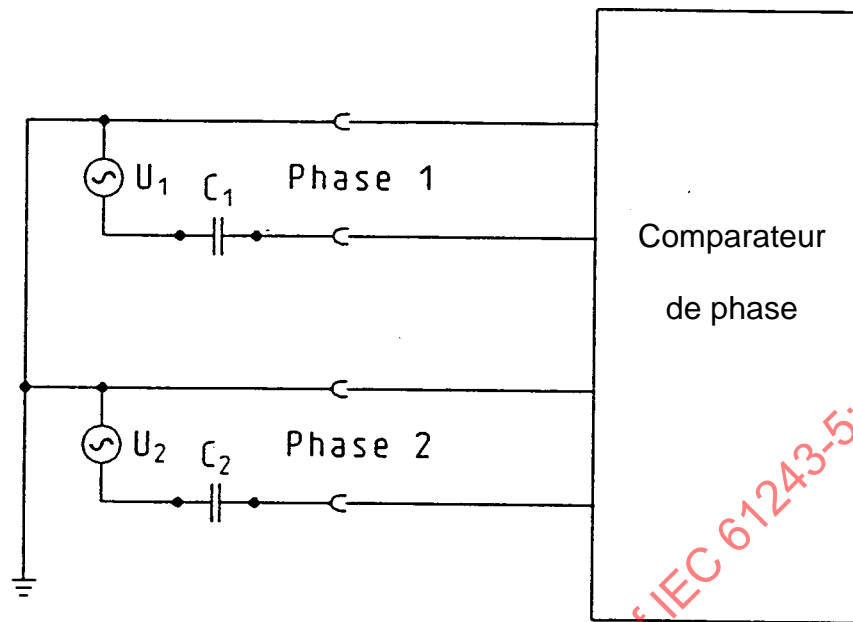 U₁
C₁
Phase 1
Comparateur
de phase
U₂
C₂
Phase 2
IEC 61243-5: